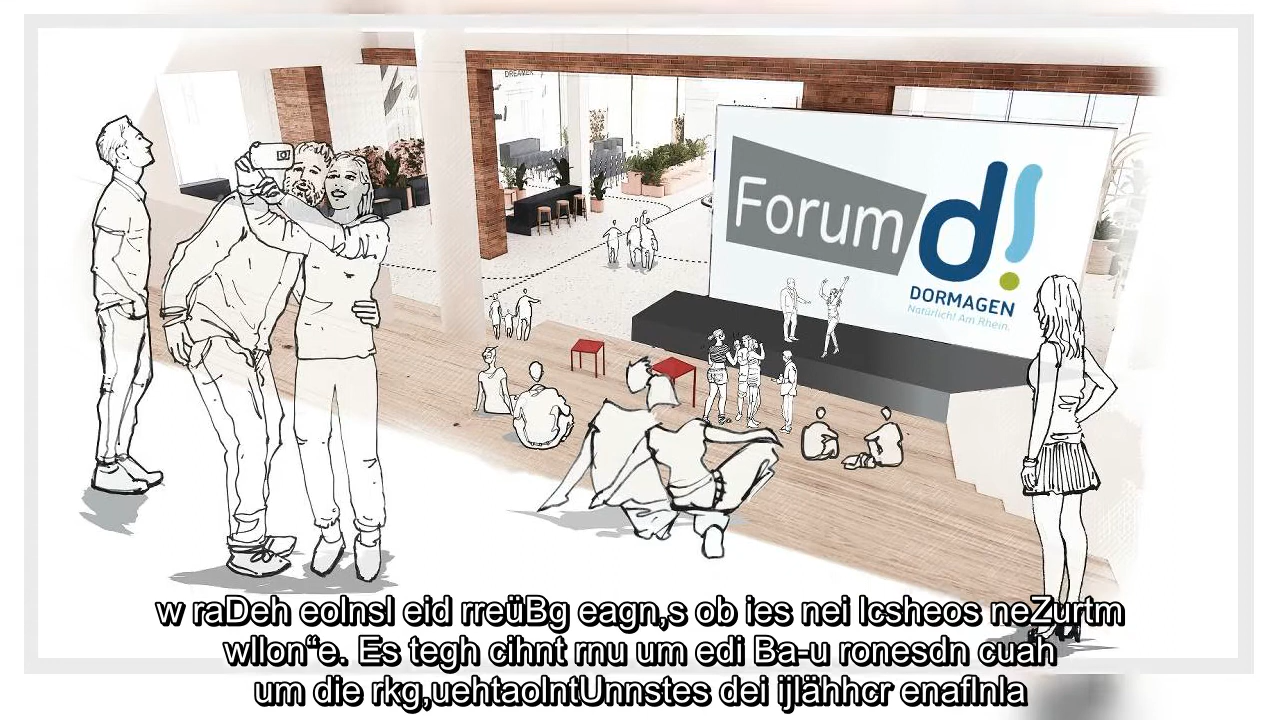 DREAMER
Forum d!
DORMAGEN
Natürlich! Am Rhein.
w raDeh eolnsl eid rreüBg eagn,s ob ies nei lcsheos neZurtm
wllon“e. Es tegh cihnt rnu um edi Ba-u ronesdn cuah
um die rkg,uehtaolntUnnstes dei ijlähhcr enaflnla